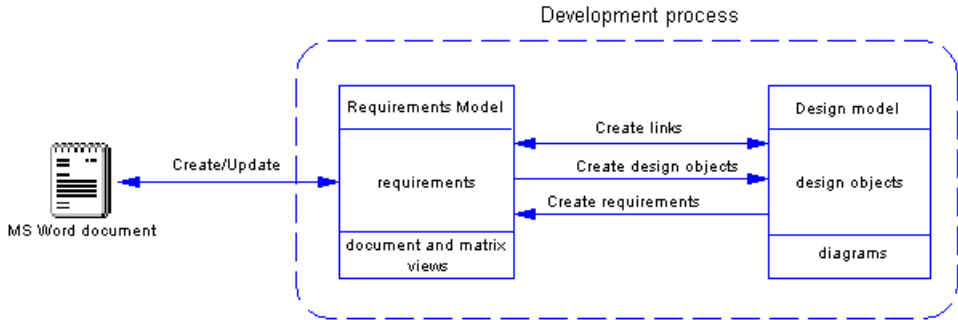 Development process
Requirements Model
Design model
Create links
Create/Update
Create design objects
requirements
design objects
Create requirements
MS Word document
document and matrix
views
diagrams